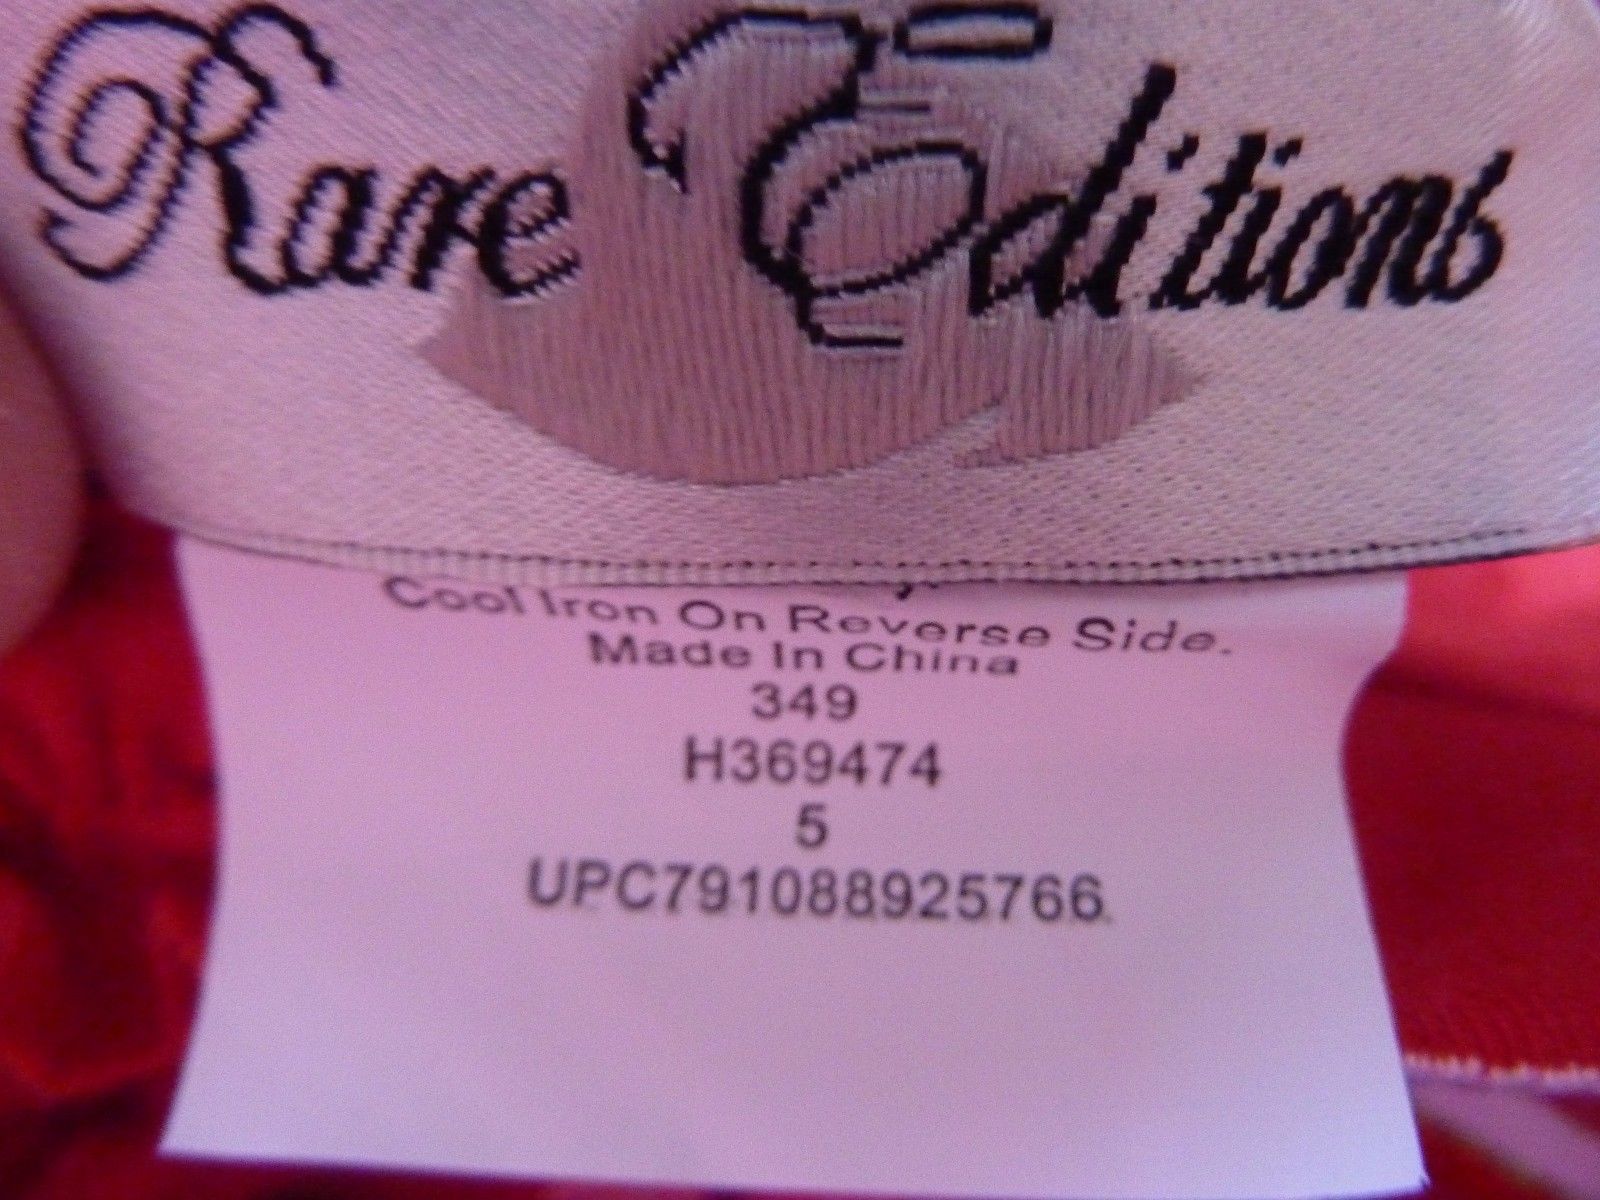 Rare Editions
Cool Iron On Reverse Side.
Made In China
349
H369474
5
UPC791088925766